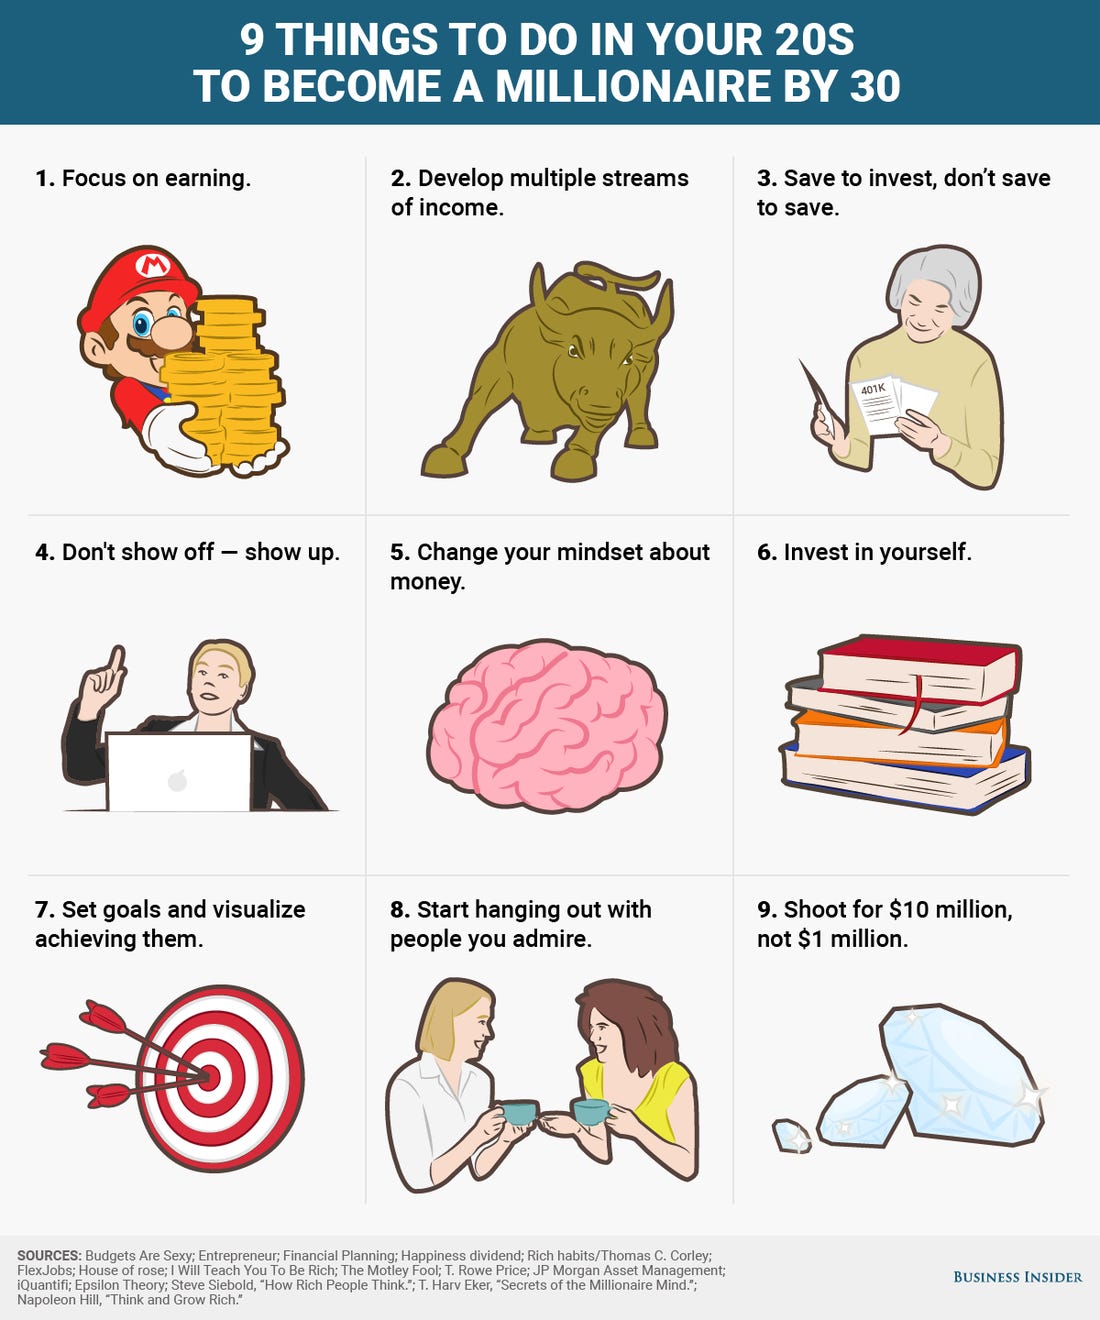 9 THINGS TO DO IN YOUR 20S
TO BECOME A MILLIONAIRE BY 30
1. Focus on earning.
2. Develop multiple streams
of income.
3. Save to invest, don’t save
to save.
M
401K
4. Don't show off — show up.
5. Change your mindset about
money.
6. Invest in yourself.
7. Set goals and visualize
achieving them.
8. Start hanging out with
people you admire.
9. Shoot for $10 million,
not $1 million.
SOURCES: Budgets Are Sexy; Entrepreneur; Financial Planning; Happiness dividend; Rich habits/Thomas C. Corley;
FlexJobs; House of rose; I Will Teach You To Be Rich; The Motley Fool; T. Rowe Price; JP Morgan Asset Management;
iQuantifi; Epsilon Theory; Steve Siebold, “How Rich People Think.”; T. Harv Eker, “Secrets of the Millionaire Mind.”;
Napoleon Hill, “Think and Grow Rich.”
BUSINESS INSIDER